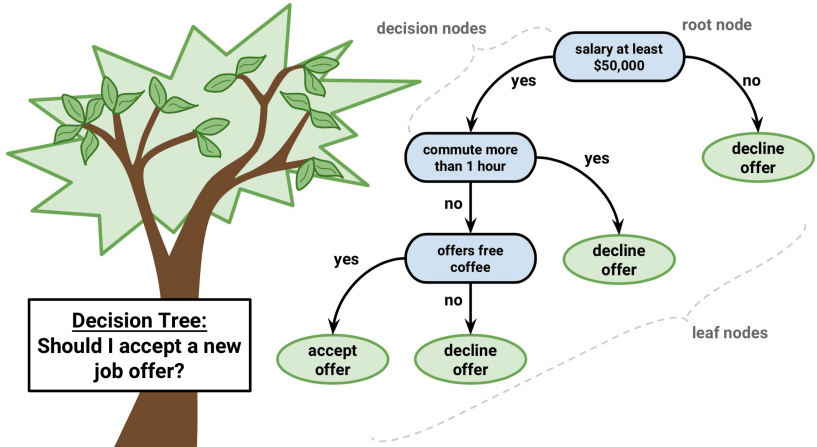 decision nodes
root node
salary at least
$50,000
yes
no
commute more
than 1 hour
yes
decline
offer
no
offers free
coffee
decline
offer
yes
no
accept
offer
decline
offer
leaf nodes
Decision Tree:
Should I accept a new
job offer?